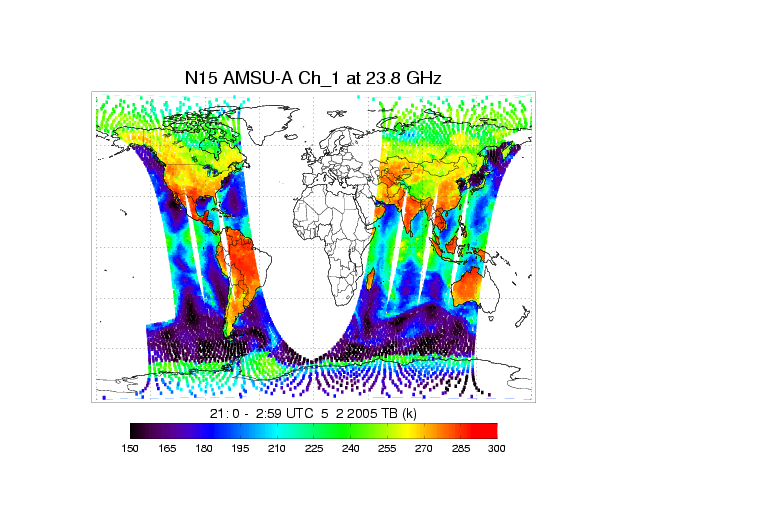 N15 AMSU-A Ch_1 at 23.8 GHz
21: 0 - 2:59 UTC 5 2 2005 TB (k)
150 165 180 195 210 225 240 255 270 285 300